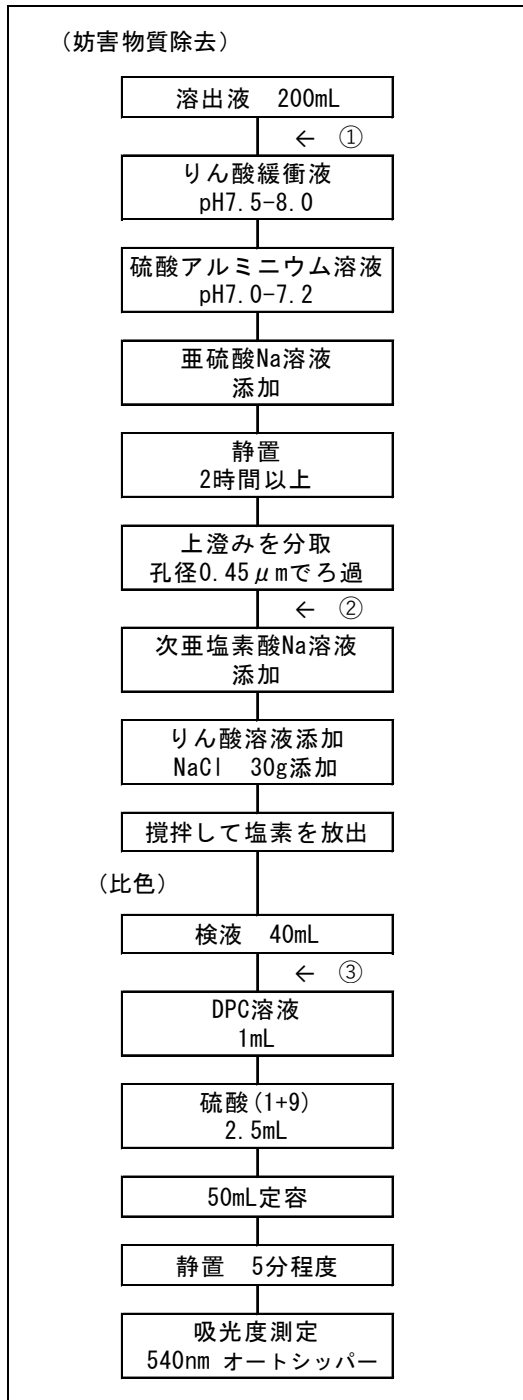 (妨害物質除去)
溶出液　200mL
← ①
りん酸緩衝液
pH7.5-8.0
硫酸アルミニウム溶液
pH7.0-7.2
亜硫酸Na溶液
添加
静置
2時間以上
上澄みを分取
孔径0.45μmでろ過
← ②
次亜塩素酸Na溶液
添加
りん酸溶液添加
NaCl　30g添加
撹拌して塩素を放出
(比色)
検液　40mL
← ③
DPC溶液
1mL
硫酸(1+9)
2.5mL
50mL定容
静置　5分程度
吸光度測定
540nm オートシッパー